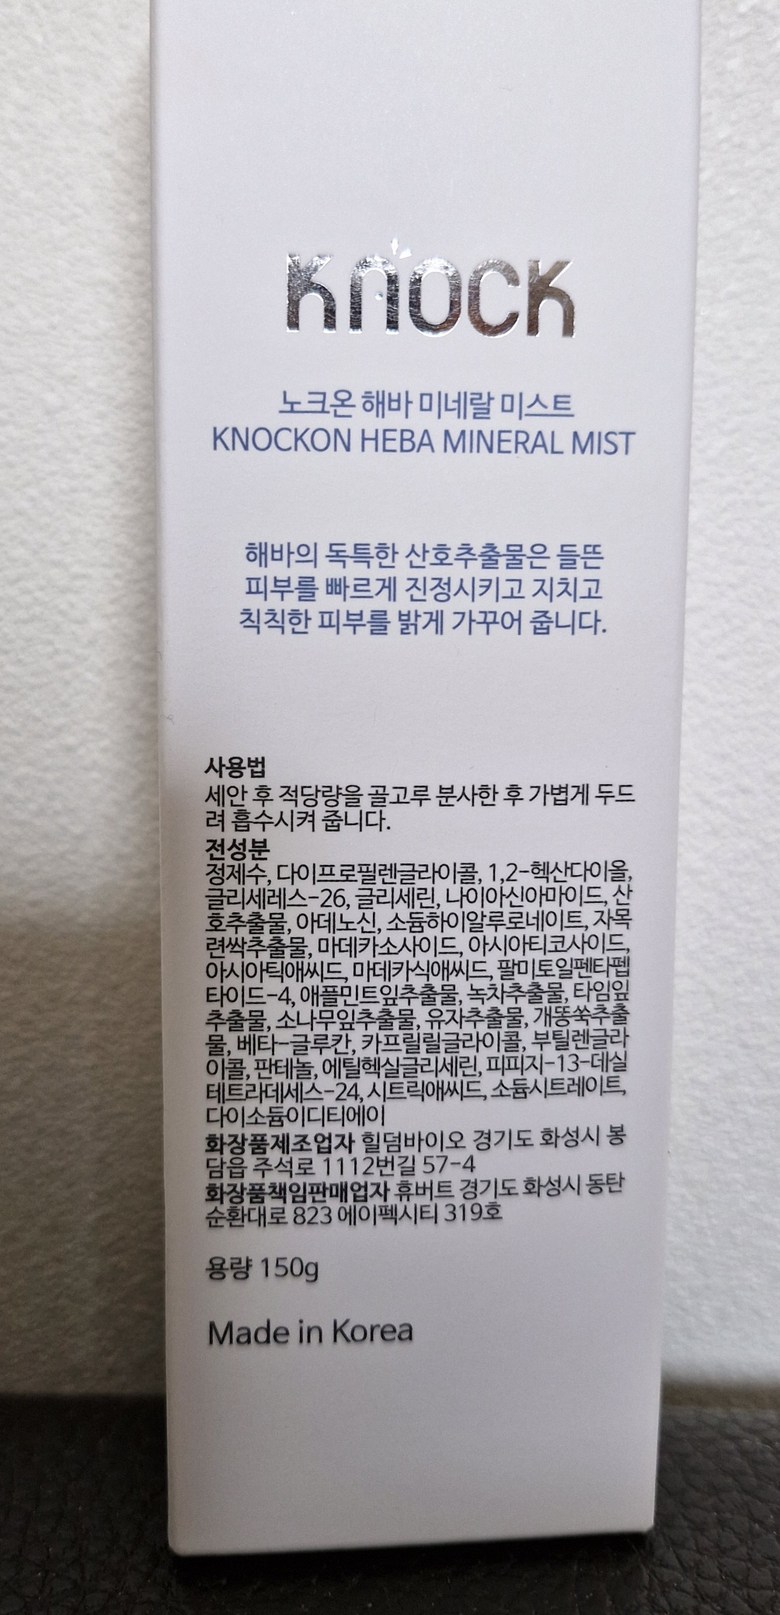 KNOCK
노크온 해바 미네랄 미스트
KNOCKON HEBA MINERAL MIST
해바의 독특한 산호추출물은 들뜬
피부를 빠르게 진정시키고 지치고
칙칙한 피부를 밝게 가꾸어 줍니다.
사용법
세안 후 적당량을 골고루 분사한 후 가볍게 두드
려 흡수시켜 줍니다.
전성분
정제수, 다이프로필렌글라이콜, 1,2-헥산다이올,
글리세레스-26, 글리세린, 나이아신아마이드, 산
호추출물, 아데노신, 소듐하이알루로네이트, 자목
련싹추출물, 마데카소사이드, 아시아티코사이드,
아시아틱애씨드, 마데카식애씨드, 팔미토일펜타펩
타이드-4, 애플민트잎추출물, 녹차추출물, 타임잎
추출물, 소나무잎추출물, 유자추출물, 개똥쑥추출
물, 베타-글루칸, 카프릴릴글라이콜, 부틸렌글라
이콜, 판테놀, 에틸헥실글리세린, 피피지-13-데실
테트라데세스-24, 시트릭애씨드, 소듐시트레이트,
다이소듐이디티에이
화장품제조업자 힐덤바이오 경기도 화성시 봉
담읍 주석로 1112번길 57-4
화장품책임판매업자 휴버트 경기도 화성시 동탄
순환대로 823 에이펙시티 319호
용량 150g
Made in Korea